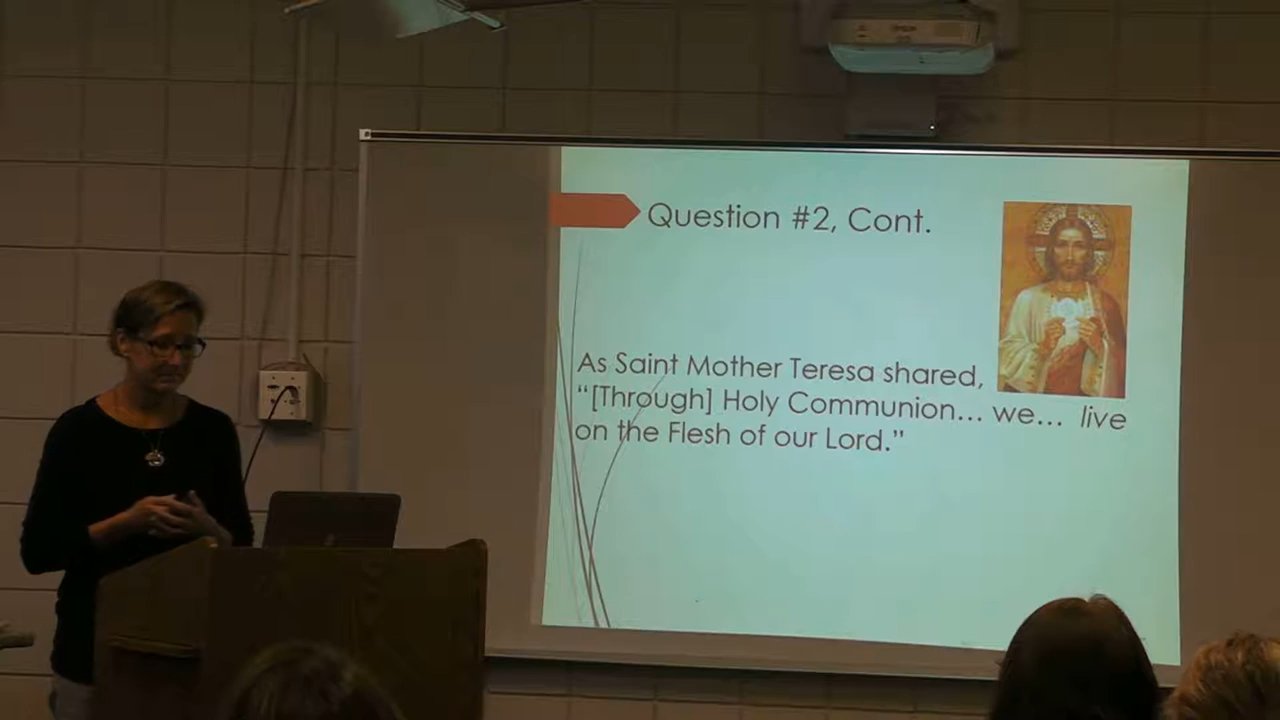 Question #2, Cont.
As Saint Mother Teresa shared,
“[Through] Holy Communion… we… live
on the Flesh of our Lord.”